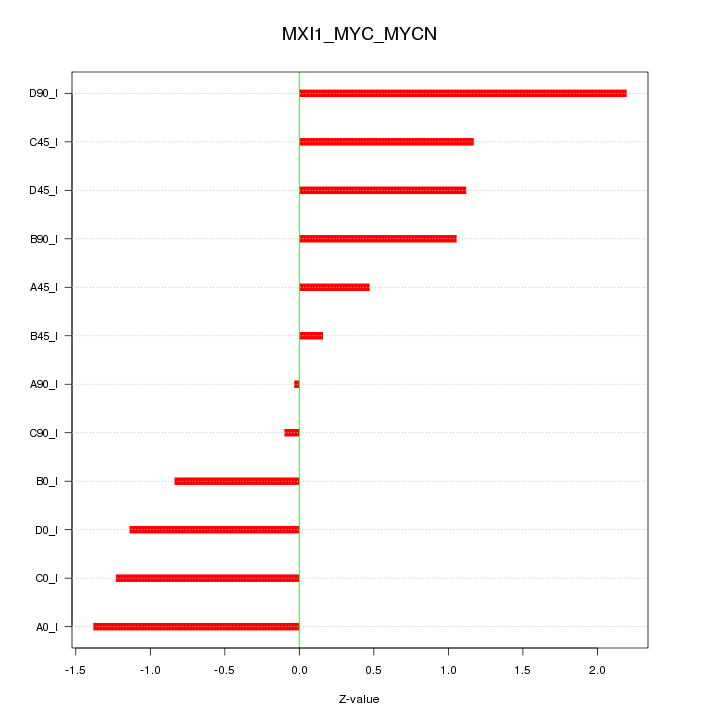 MXI1_MYC_MYCN
D90_I
C45_I
D45_I
B90_I
A45_I
B45_I
A90_I
C90_I
B0_I
D0_I
C0_I
A0_I
-1.5 -1.0 -0.5 0.0 0.5 1.0 1.5 2.0
Z-value